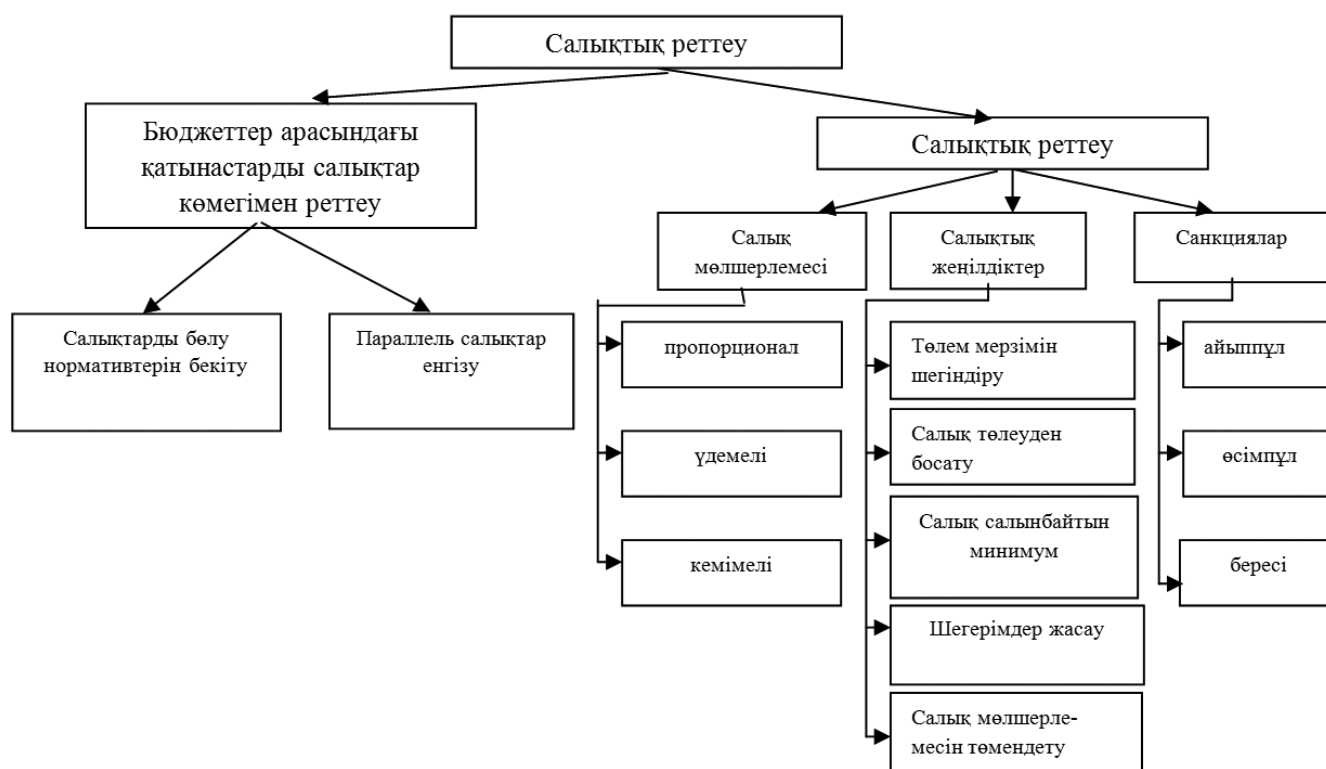 Салықтық реттеу
Бюджеттер арасындағы
қатынастарды салықтар
көмегімен реттеу
Салықтық реттеу
Салық
мөлшерлемесі
Салықтық
жеңілдіктер
Санкциялар
Салықтарды бөлу
нормативтерін бекіту
Параллель салықтар
енгізу
пропорционал
үдемелі
кемімелі
Төлем мерзімін
шегіндіру
Салық төлеуден
босату
Салық салынбайтын
минимум
Шегерімдер жасау
Салық мөлшерле-
месін төмендету
айыппұл
өсімпұл
бересі